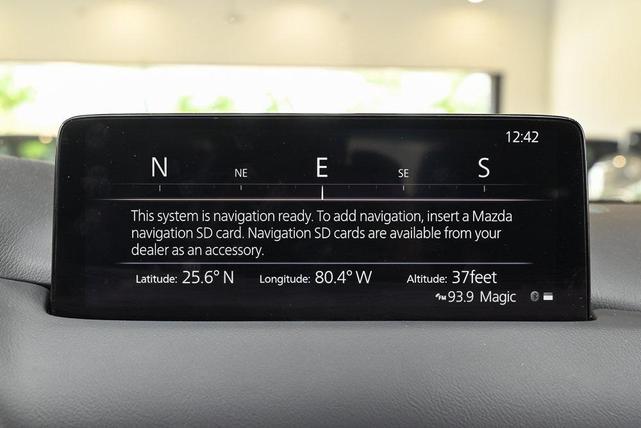 12:42
N NE E SE S
This system is navigation ready. To add navigation, insert a Mazda
navigation SD card. Navigation SD cards are available from your
dealer as an accessory.
Latitude: 25.6° N Longitude: 80.4° W Altitude: 37feet
FM 93.9 Magic